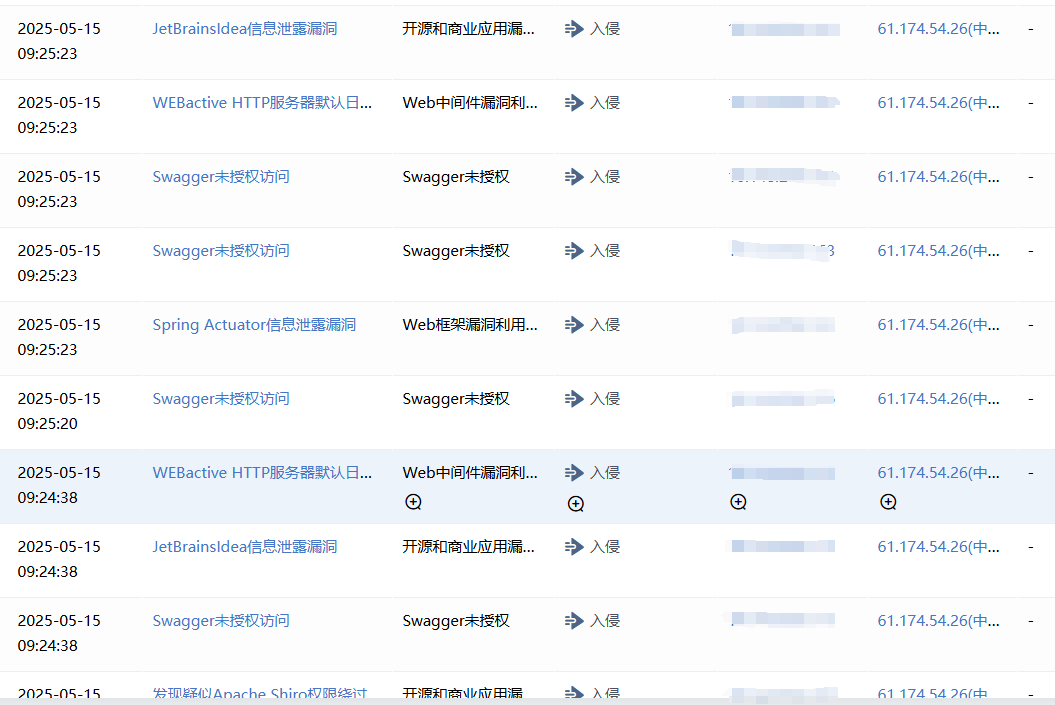 2025-05-15 JetBrainsIdea信息泄露漏洞 开源和商业应用漏... 入侵 61.174.54.26(中... -
09:25:23
2025-05-15 WEBactive HTTP服务器默认日... Web中间件漏洞利... 入侵 61.174.54.26(中... -
09:25:23
2025-05-15 Swagger未授权访问 Swagger未授权 入侵 61.174.54.26(中... -
09:25:23
2025-05-15 Swagger未授权访问 Swagger未授权 入侵 61.174.54.26(中... -
09:25:23
2025-05-15 Spring Actuator信息泄露漏洞 Web框架漏洞利用... 入侵 61.174.54.26(中... -
09:25:23
2025-05-15 Swagger未授权访问 Swagger未授权 入侵 61.174.54.26(中... -
09:25:20
2025-05-15 WEBactive HTTP服务器默认日... Web中间件漏洞利... 入侵 61.174.54.26(中... -
09:24:38
2025-05-15 JetBrainsIdea信息泄露漏洞 开源和商业应用漏... 入侵 61.174.54.26(中... -
09:24:38
2025-05-15 Swagger未授权访问 Swagger未授权 入侵 61.174.54.26(中... -
09:24:38
2025-05-15 发现疑似Apache Shiro权限绕过 开源和商业应用漏 入侵 61.174.54.26(中